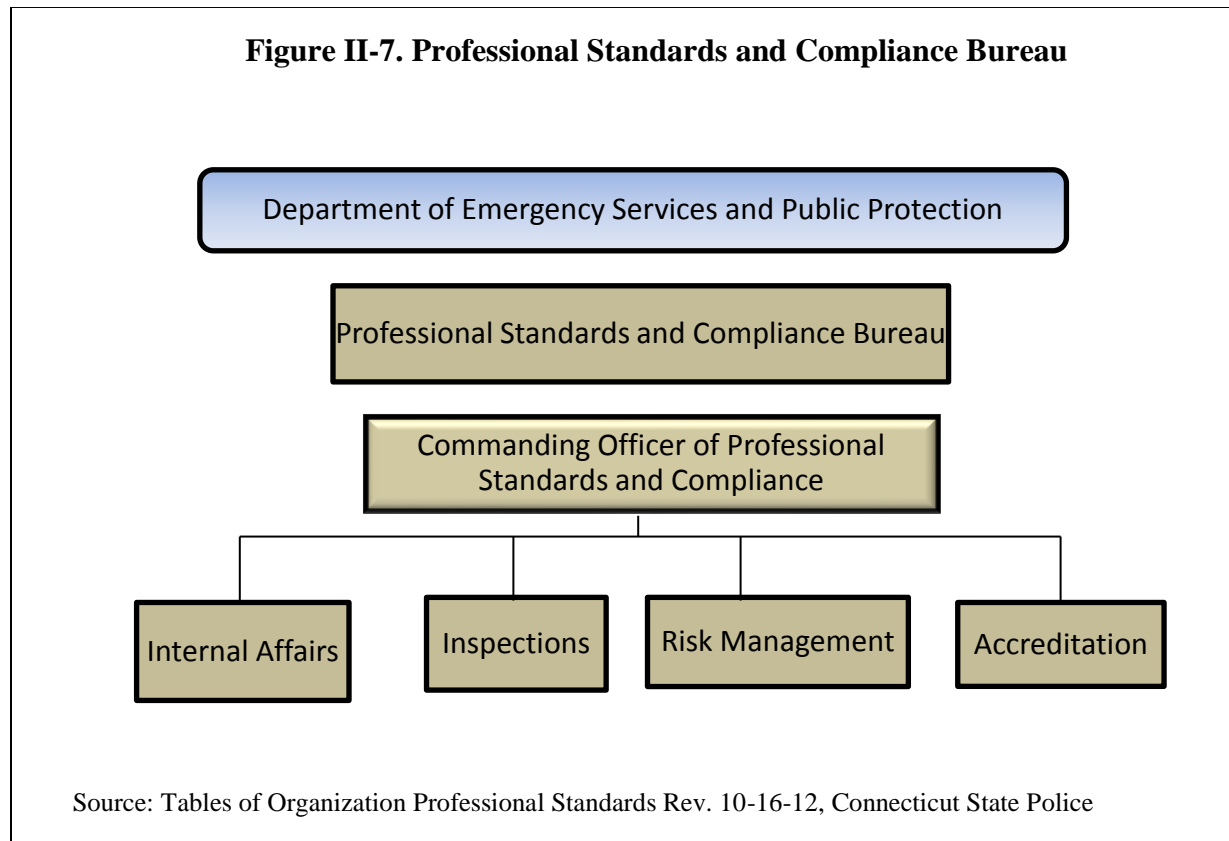 Figure II-7. Professional Standards and Compliance Bureau
Department of Emergency Services and Public Protection
Professional Standards and Compliance Bureau
Commanding Officer of Professional
Standards and Compliance
Internal Affairs
Inspections
Risk Management
Accreditation
Source: Tables of Organization Professional Standards Rev. 10-16-12, Connecticut State Police